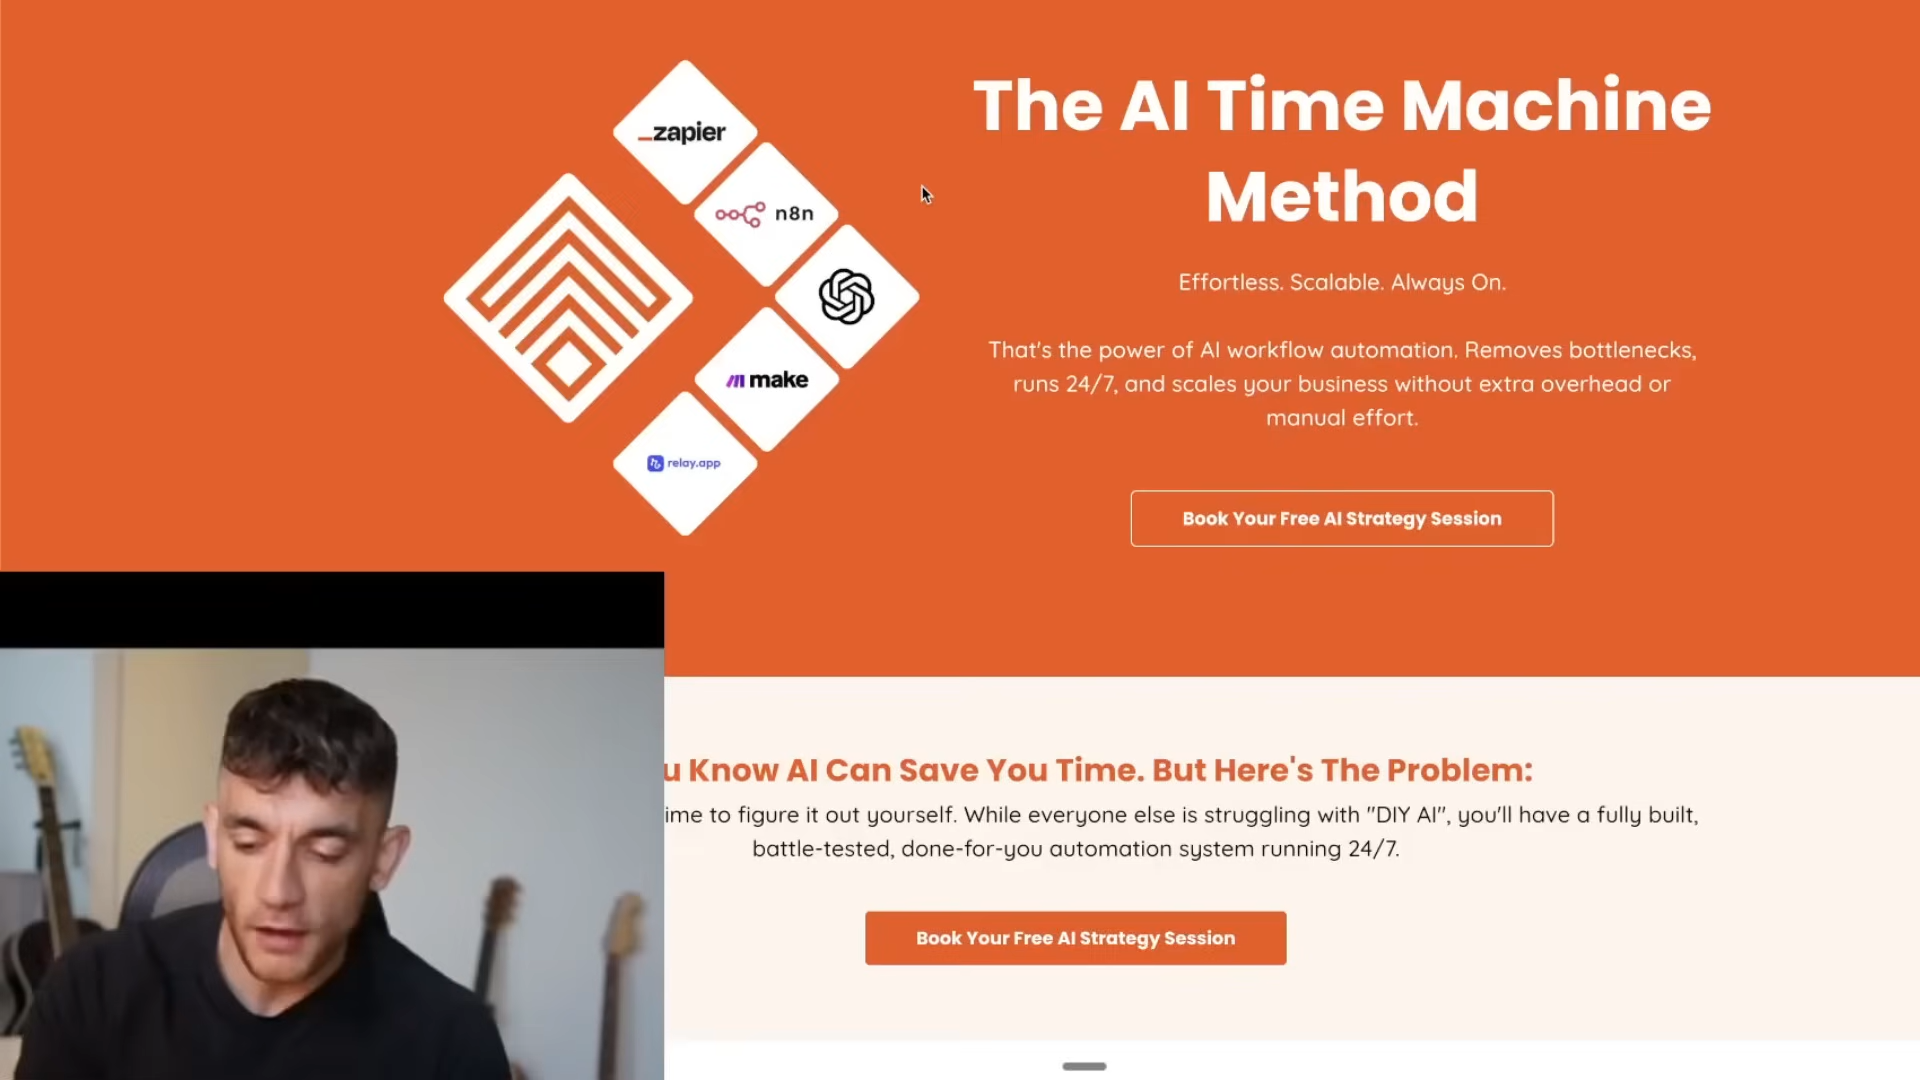 zapier
n8n
make
relay.app
The AI Time Machine
Method
Effortless. Scalable. Always On.
That's the power of AI workflow automation. Removes bottlenecks,
runs 24/7, and scales your business without extra overhead or
manual effort.
Book Your Free AI Strategy Session
Know AI Can Save You Time. But Here's The Problem:
to figure it out yourself. While everyone else is struggling with "DIY AI", you'll have a fully built,
battle-tested, done-for-you automation system running 24/7.
Book Your Free AI Strategy Session